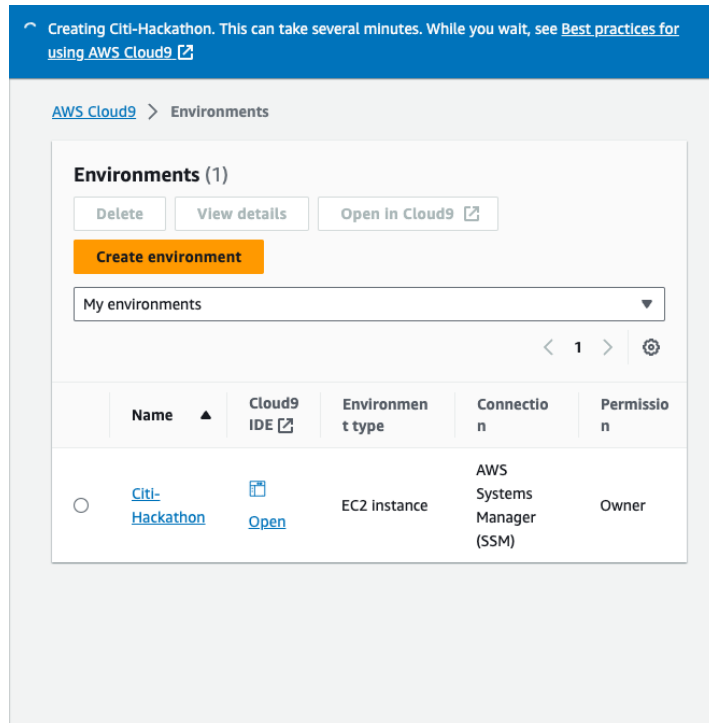 Creating Citi-Hackathon. This can take several minutes. While you wait, see Best practices for
using AWS Cloud9
AWS Cloud9 > Environments
Environments (1)
Delete View details Open in Cloud9
Create environment
My environments
< 1 >
Name ▲ Cloud9 Environmen Connectio Permissio
IDE t type n n
Citi- Open EC2 instance AWS Owner
Hackathon Systems
Manager
(SSM)